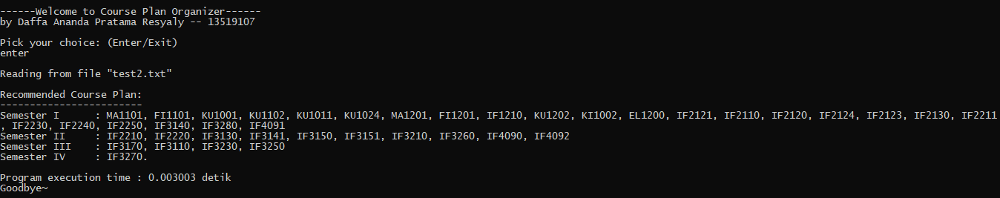 ------Welcome to Course Plan Organizer------
by Daffa Ananda Pratama Resyaly -- 13519107
Pick your choice: (Enter/Exit)
enter
Reading from file "test2.txt"
Recommended Course Plan:
------------------------
Semester I      : MA1101, FI1101, KU1001, KU1102, KU1011, KU1024, MA1201, FI1201, IF1210, KU1202, KI1002, EL1200, IF2121, IF2110, IF2120, IF2124, IF2123, IF2130, IF2211
, IF2230, IF2240, IF2250, IF3140, IF3280, IF4091
Semester II     : IF2210, IF2220, IF3130, IF3141, IF3150, IF3151, IF3210, IF3260, IF4090, IF4092
Semester III    : IF3170, IF3110, IF3230, IF3250
Semester IV     : IF3270.
Program execution time : 0.003003 detik
Goodbye~